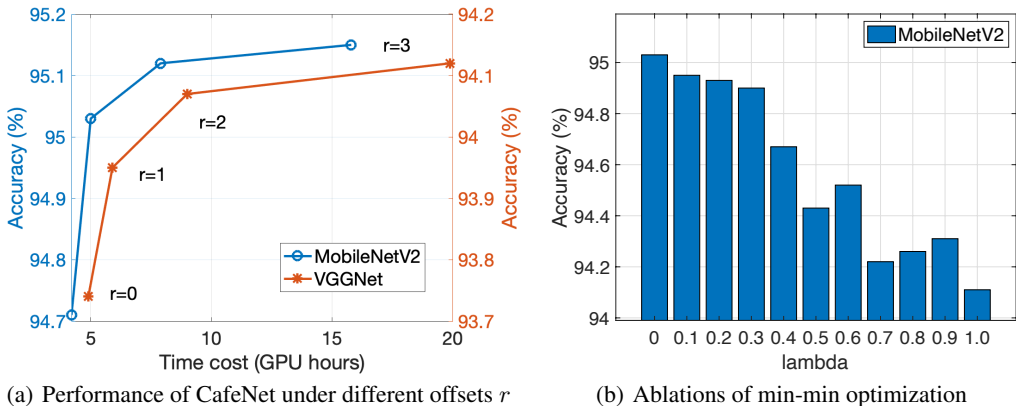 95.2
95.1
95
94.9
94.8
94.7
Accuracy (%)
94.2
94.1
94
93.9
93.8
93.7
Accuracy (%)
r=3
r=2
r=1
r=0
MobileNetV2
VGGNet
5 10 15 20
Time cost (GPU hours)
(a) Performance of CafeNet under different offsets r
MobileNetV2
95
94.8
94.6
94.4
94.2
94
Accuracy (%)
0 0.1 0.2 0.3 0.4 0.5 0.6 0.7 0.8 0.9 1.0
lambda
(b) Ablations of min-min optimization